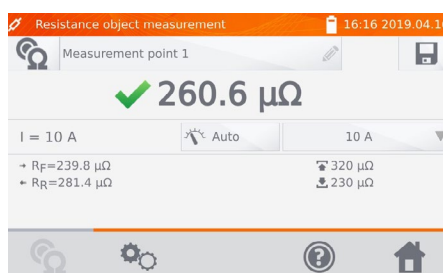 Resistance object measurement 16:16 2019.04.1
Measurement point 1
260.6 µΩ
I = 10 A Auto 10 A
RF=239.8 µΩ 320 µΩ
RR=281.4 µΩ 230 µΩ